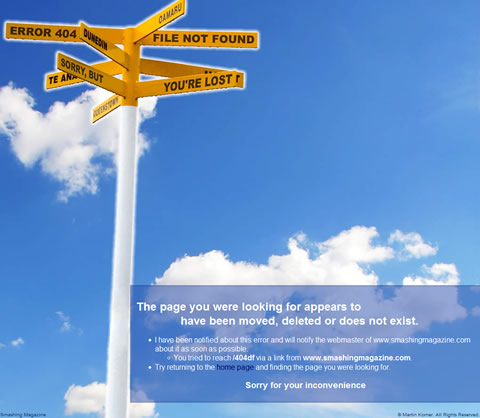 OAMARU
ERROR 404
DUNEDIN
FILE NOT FOUND
SORRY, BUT
TE ANA
YOU'RE LOST !
QUEENSTOWN
The page you were looking for appears to
have been moved, deleted or does not exist.
I have been notified about this error and will notify the webmaster of www.smashingmagazine.com
about it as soon as possible:
You tried to reach /404df via a link from www.smashingmagazine.com.
Try returning to the home page and finding the page you were looking for.
Sorry for your inconvenience
Smashing Magazine
© Martin Korner. All Rights Reserved.